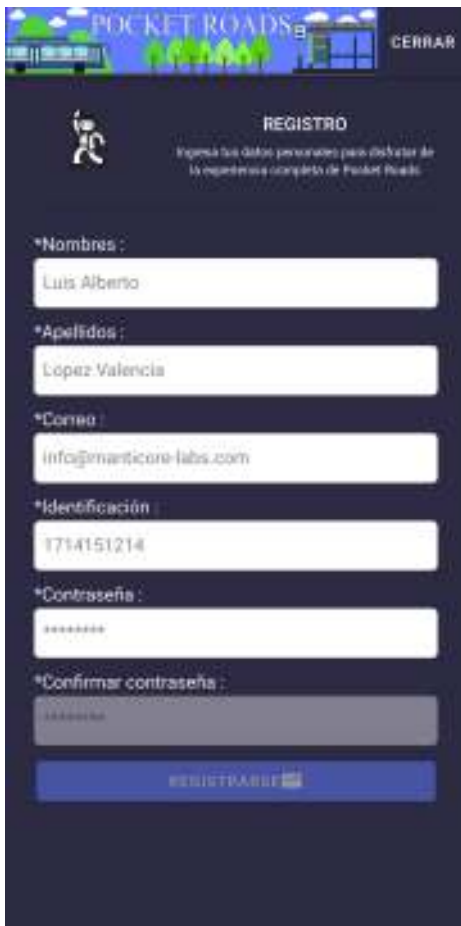 POCKET ROADS
CERRAR
REGISTRO
Ingresa tus datos personales para disfrutar de
la experiencia completa de Pocket Roads
*Nombres :
Luis Alberto
*Apellidos :
Lopez Valencia
*Correo :
info@manticore-labs.com
*Identificación :
1714151214
*Contraseña :
********
*Confirmar contraseña :
********
REGISTRARSE